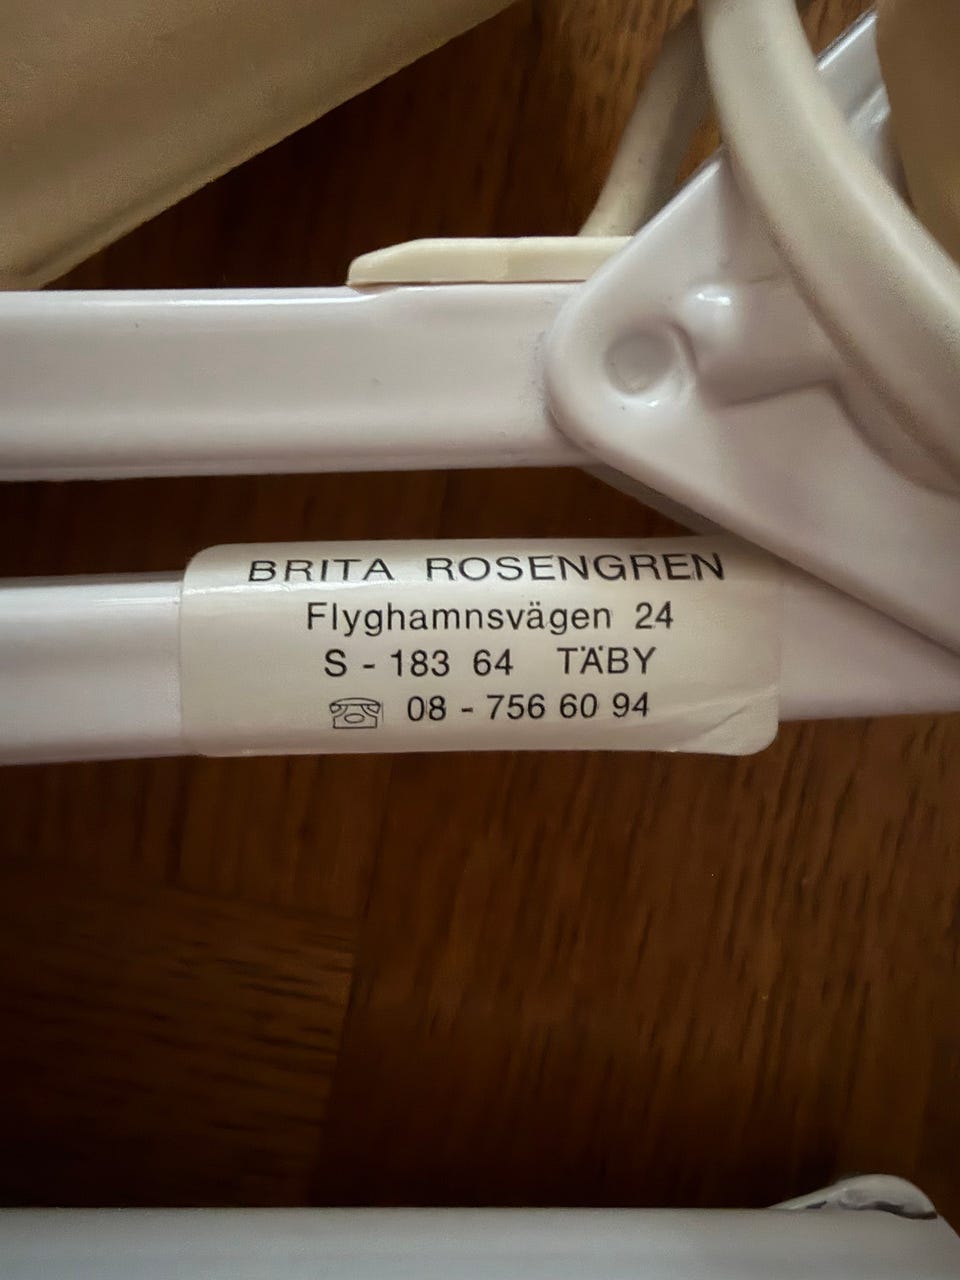 BRITA ROSENGREN
Flyghamnsvägen 24
S - 183 64 TÄBY
08 - 756 60 94